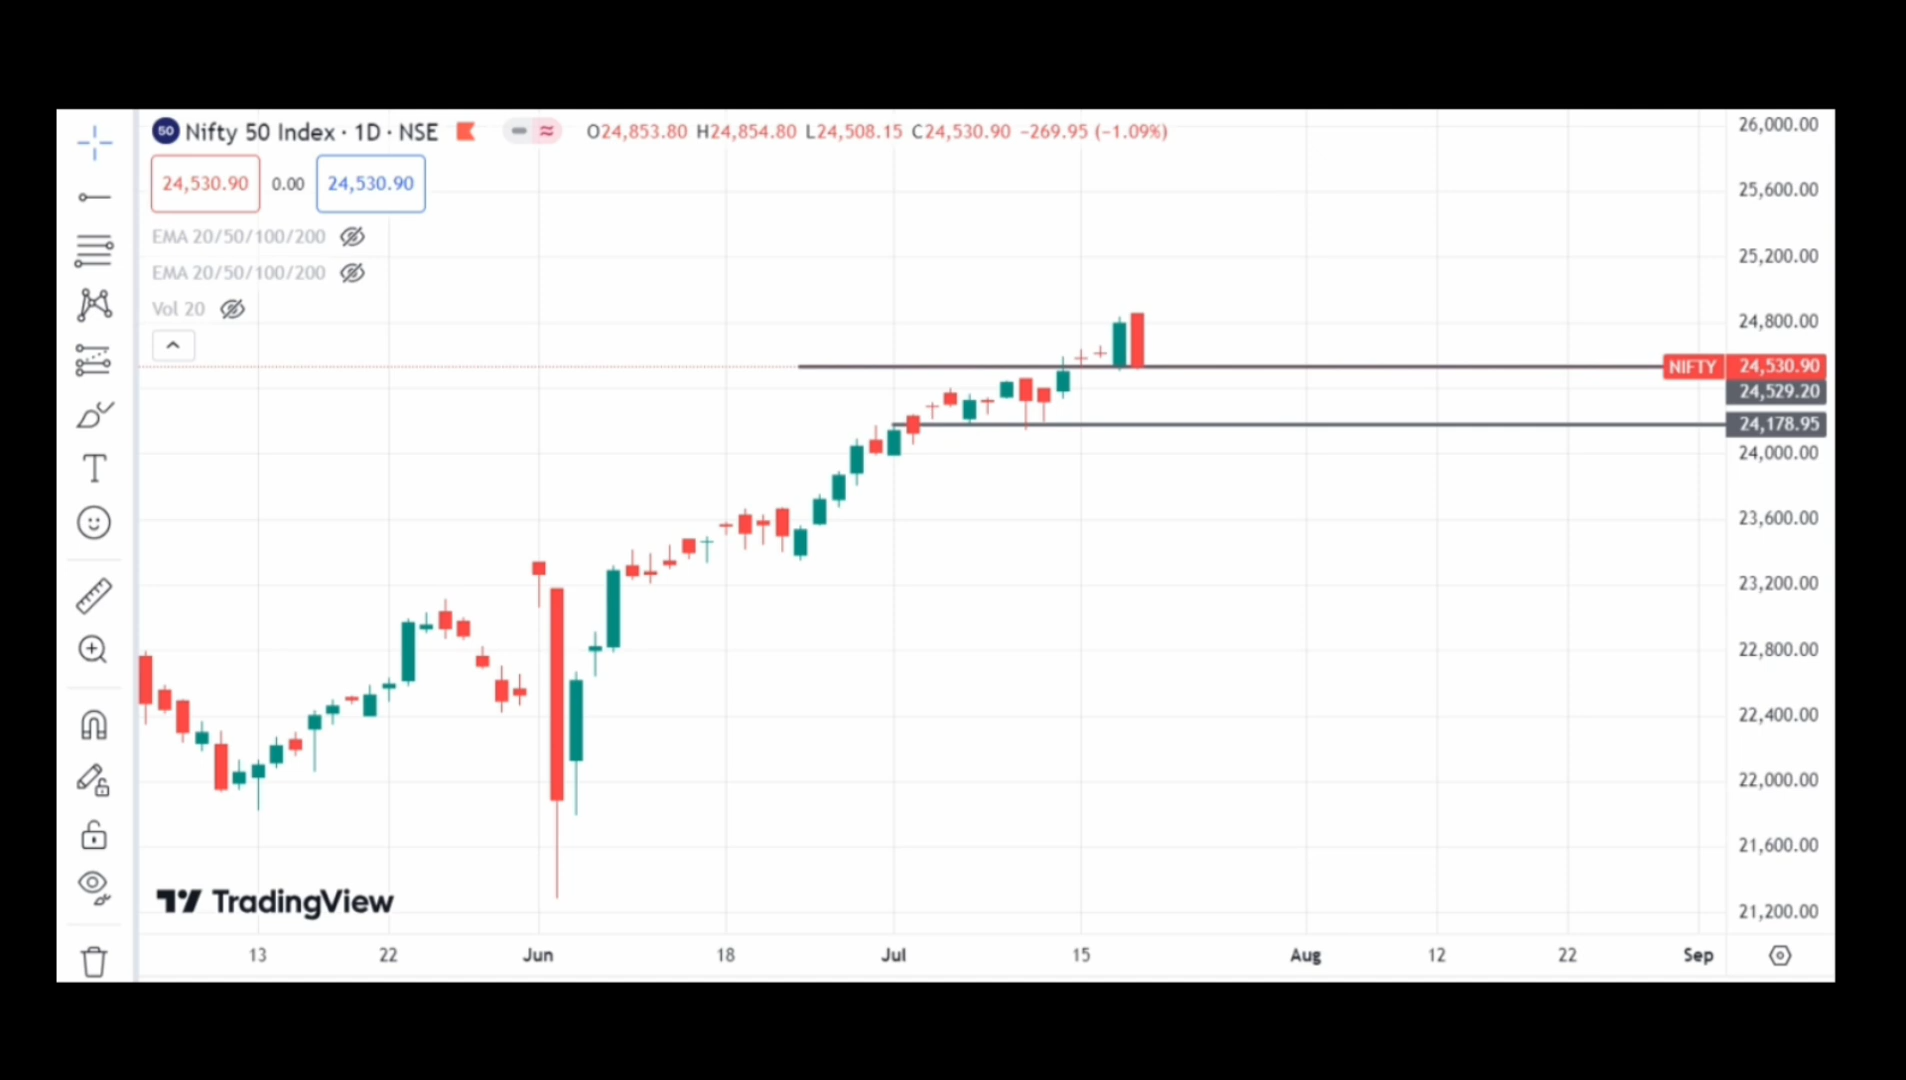 50 Nifty 50 Index · 1D · NSE O24,853.80 H24,854.80 L24,508.15 C24,530.90 −269.95 (−1.09%)
24,530.90 0.00 24,530.90
EMA 20/50/100/200
EMA 20/50/100/200
Vol 20
26,000.00
25,600.00
25,200.00
24,800.00
NIFTY 24,530.90
24,529.20
24,178.95
24,000.00
23,600.00
23,200.00
22,800.00
22,400.00
22,000.00
21,600.00
21,200.00
TradingView
13 22 Jun 18 Jul 15 Aug 12 22 Sep